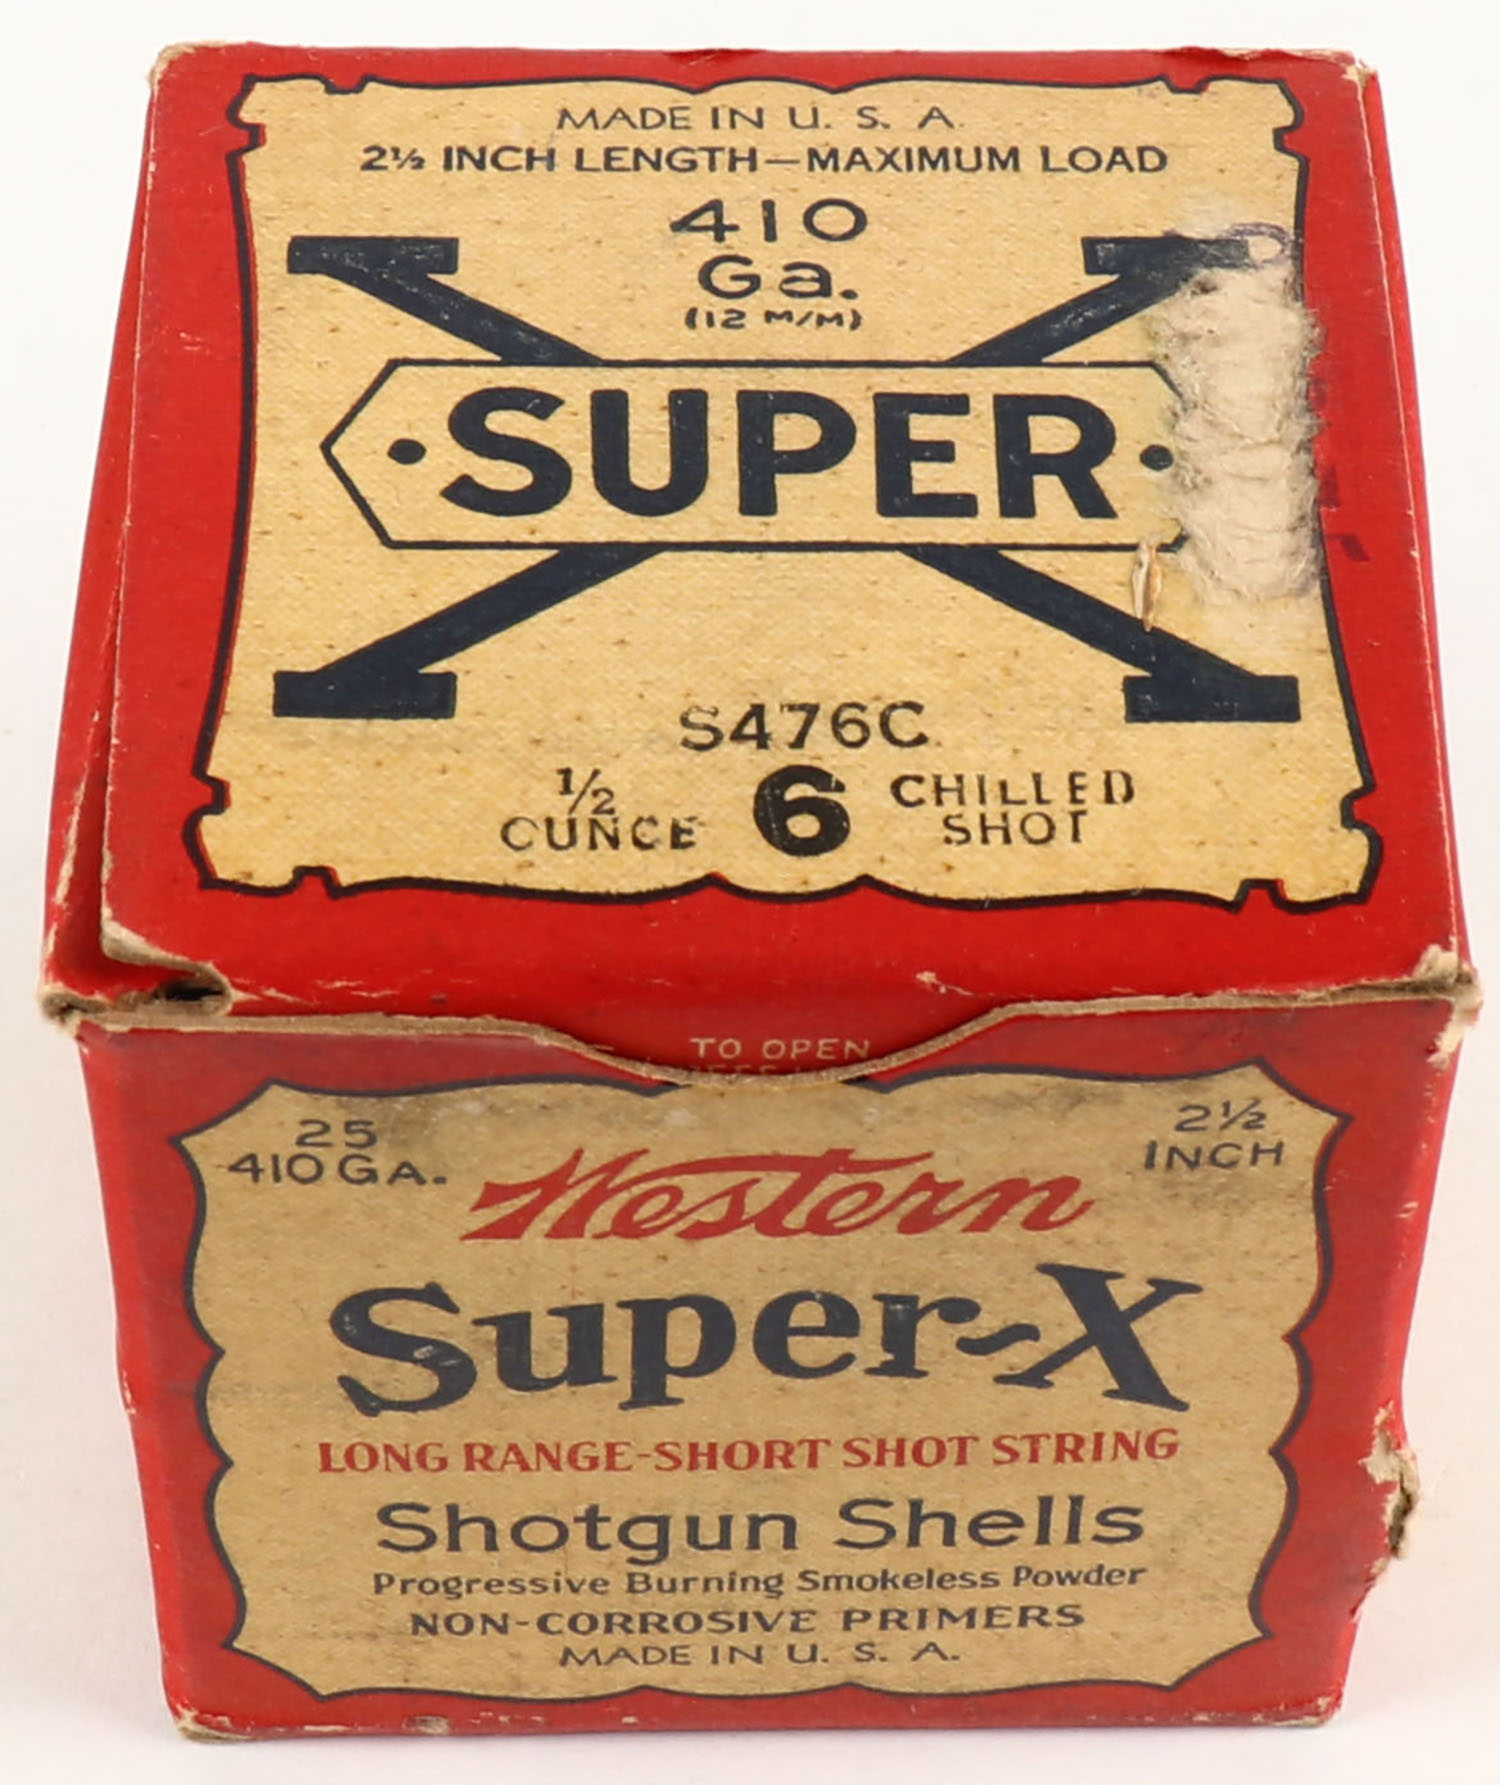 MADE IN U. S. A.
2½ INCH LENGTH—MAXIMUM LOAD
410
Ga.
(12 M/M)
·SUPER·
X
S476C
½ OUNCE 6 CHILLED SHOT
TO OPEN
25
410 GA.
2½
INCH
Western
Super-X
LONG RANGE-SHORT SHOT STRING
Shotgun Shells
Progressive Burning Smokeless Powder
NON-CORROSIVE PRIMERS
MADE IN U. S. A.